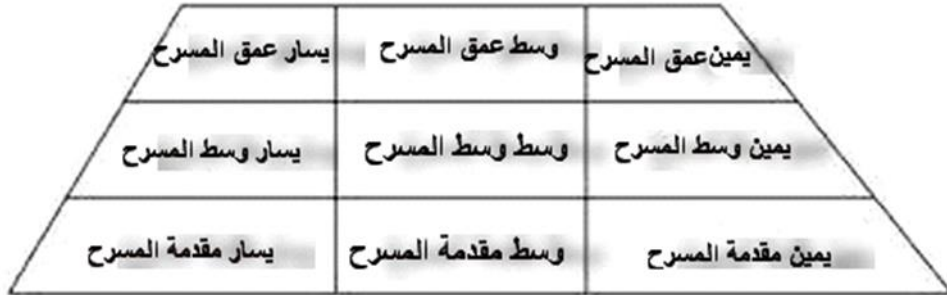 يمين عمق المسرح
وسط عمق المسرح
يسار عمق المسرح
يمين وسط المسرح
وسط وسط المسرح
يسار وسط المسرح
يمين مقدمة المسرح
وسط مقدمة المسرح
يسار مقدمة المسرح